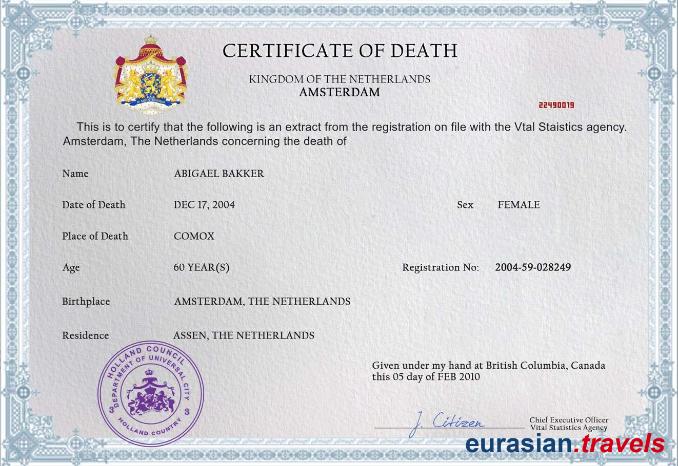 CERTIFICATE OF DEATH
KINGDOM OF THE NETHERLANDS
AMSTERDAM
22490019
This is to certify that the following is an extract from the registration on file with the Vtal Staistics agency.
Amsterdam, The Netherlands concerning the death of
Name ABIGAEL BAKKER
Date of Death DEC 17, 2004 Sex FEMALE
Place of Death COMOX
Age 60 YEAR(S) Registration No: 2004-59-028249
Birthplace AMSTERDAM, THE NETHERLANDS
Residence ASSEN, THE NETHERLANDS
HOLLAND COUNCIL
DEPARTMENT OF UNIVERSAL CITY
HOLLAND COUNTRY
Given under my hand at British Columbia, Canada
this 05 day of FEB 2010
J. Citizen
Chief Executive Officer
Vital Statistics Agency
eurasian.travels